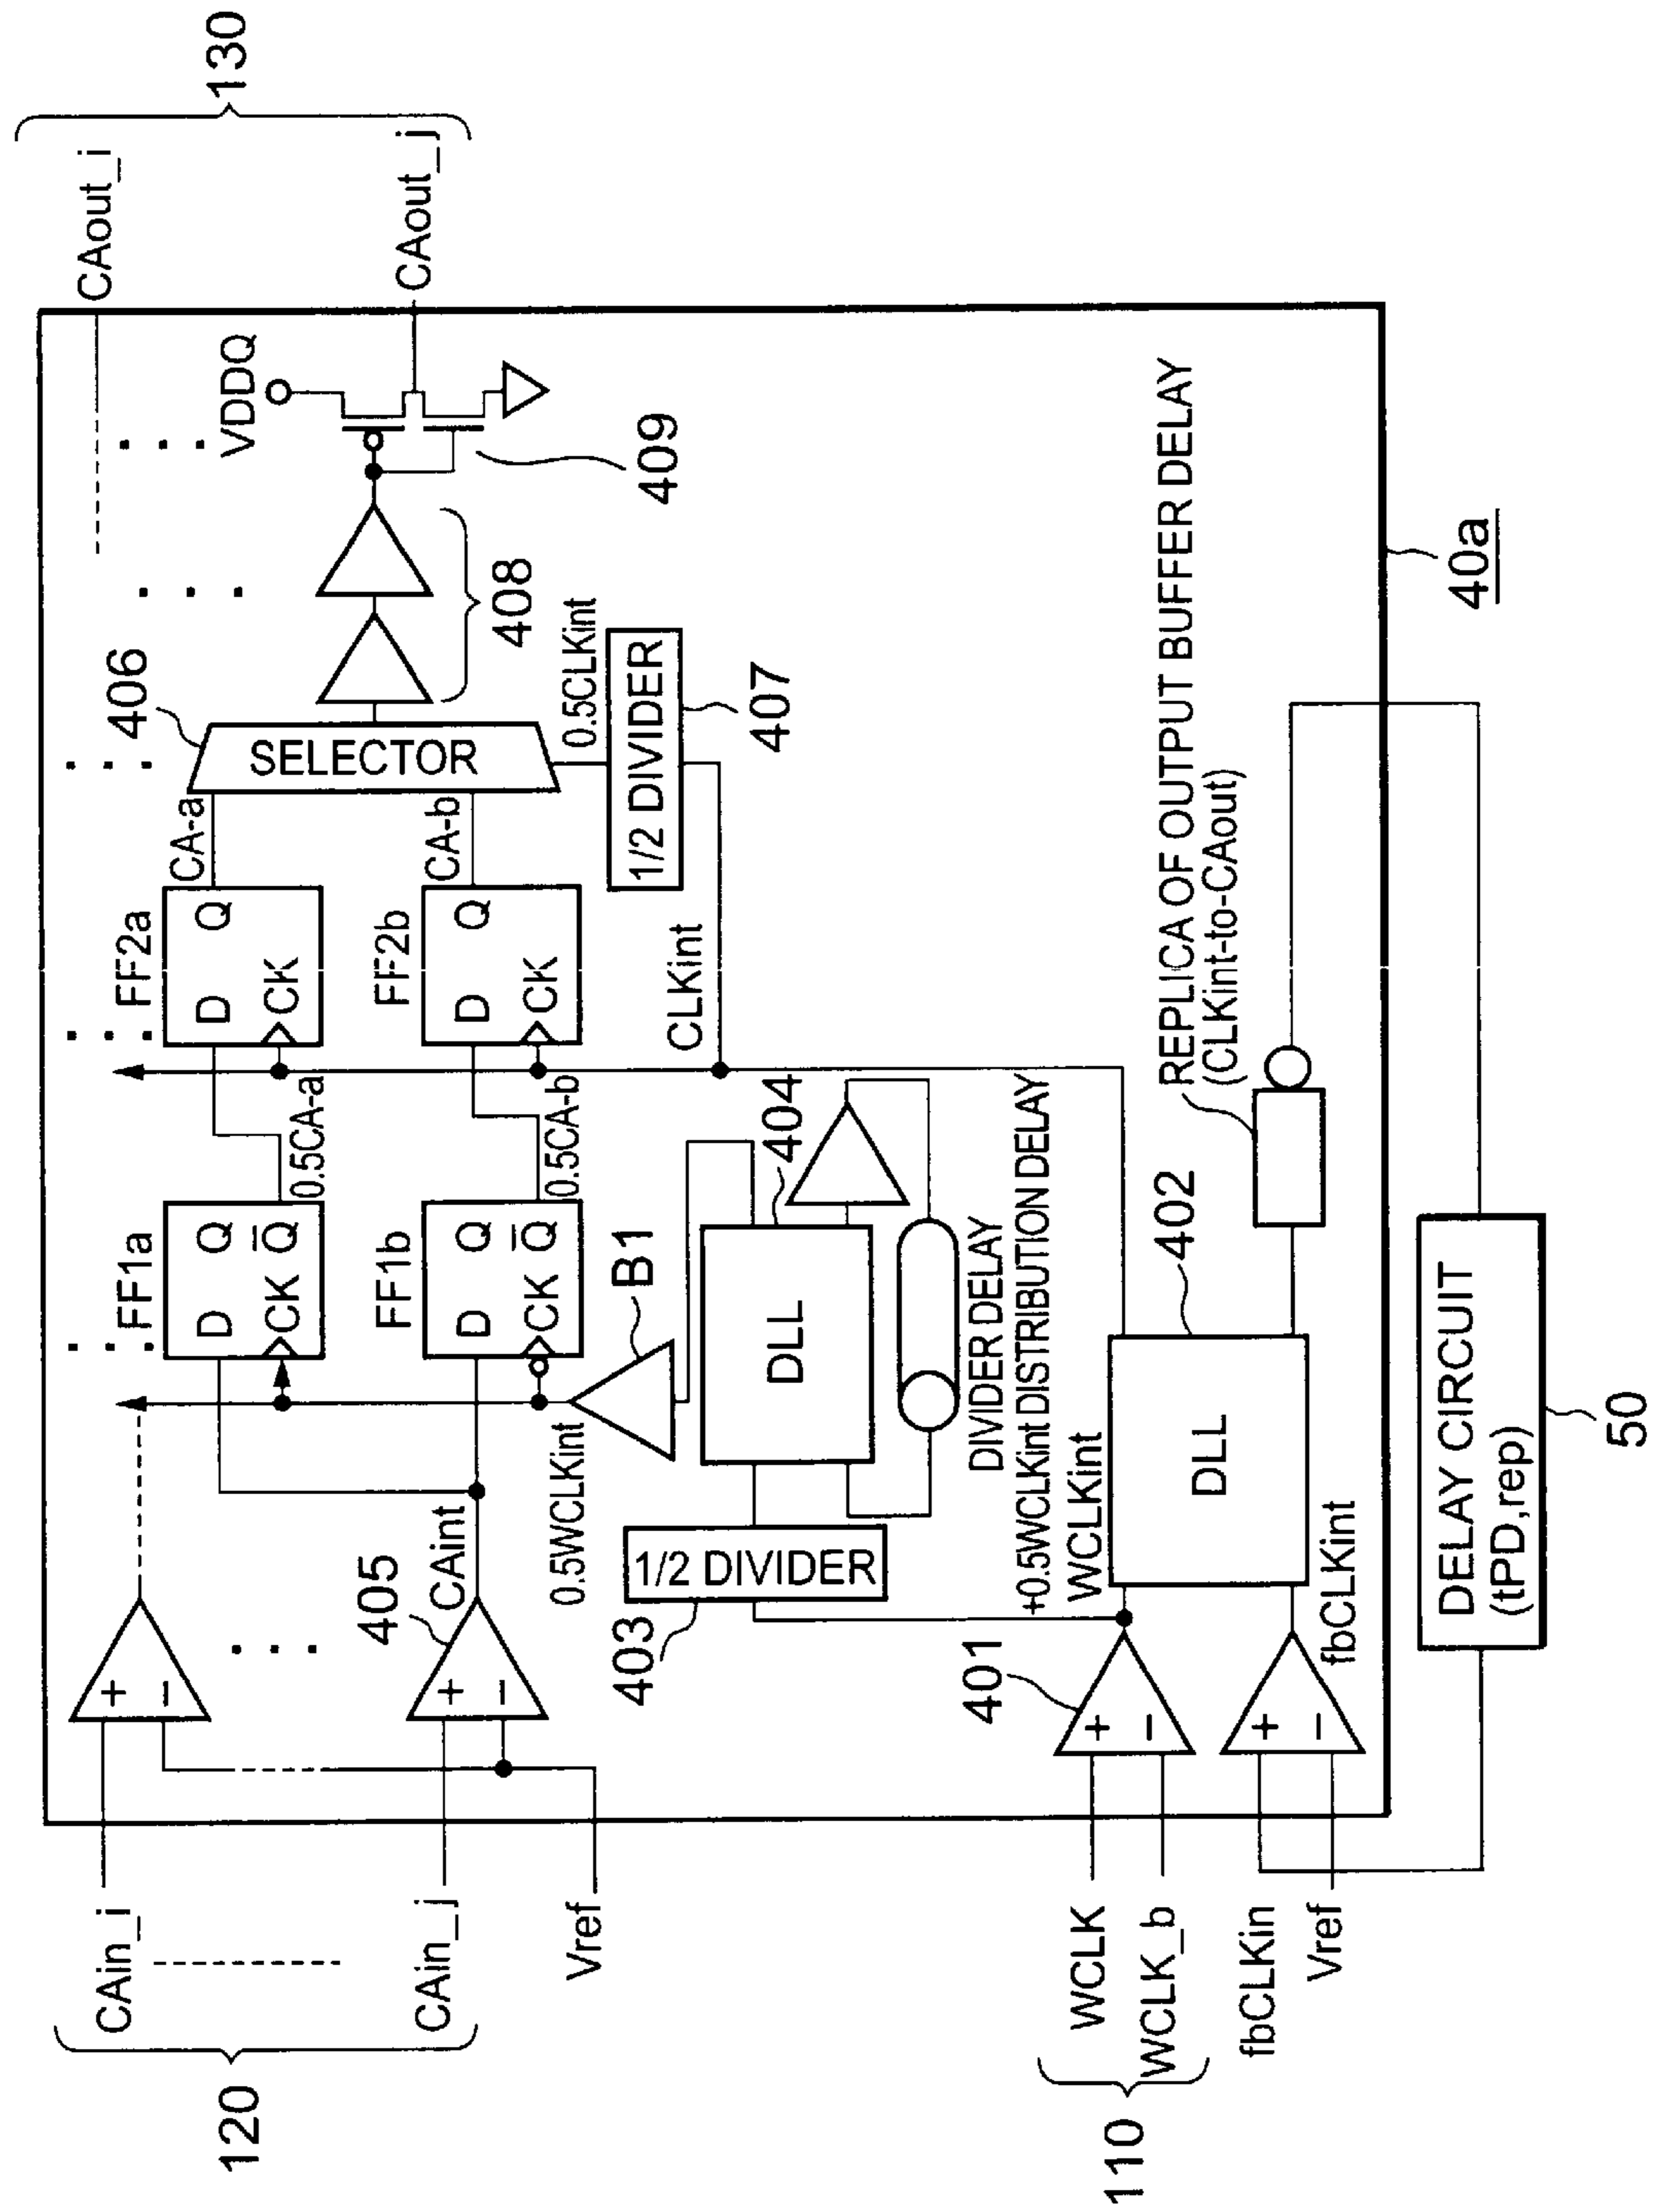 130
CAout_i
CAout_j
VDDQ
409
408
406
SELECTOR
0.5CLKint
1/2 DIVIDER
407
CA-a
CA-b
FF2a
D Q
CK
FF2b
D Q
CK
CLKint
0.5CA-a
0.5CA-b
FF1a
D Q
CK Q
FF1b
D Q
CK Q
B1
0.5WCLKint
404
DLL
DIVIDER DELAY
+0.5WCLKint DISTRIBUTION DELAY
1/2 DIVIDER
403
CAint
405
+
−
+
−
CAin_i
CAin_j
Vref
120
WCLKint
402
DLL
REPLICA OF OUTPUT BUFFER DELAY
(CLKint-to-CAout)
401
+
−
+
−
fbCLKint
WCLK
WCLK_b
110
fbCLKin
Vref
DELAY CIRCUIT
(tPD,rep)
50
40a